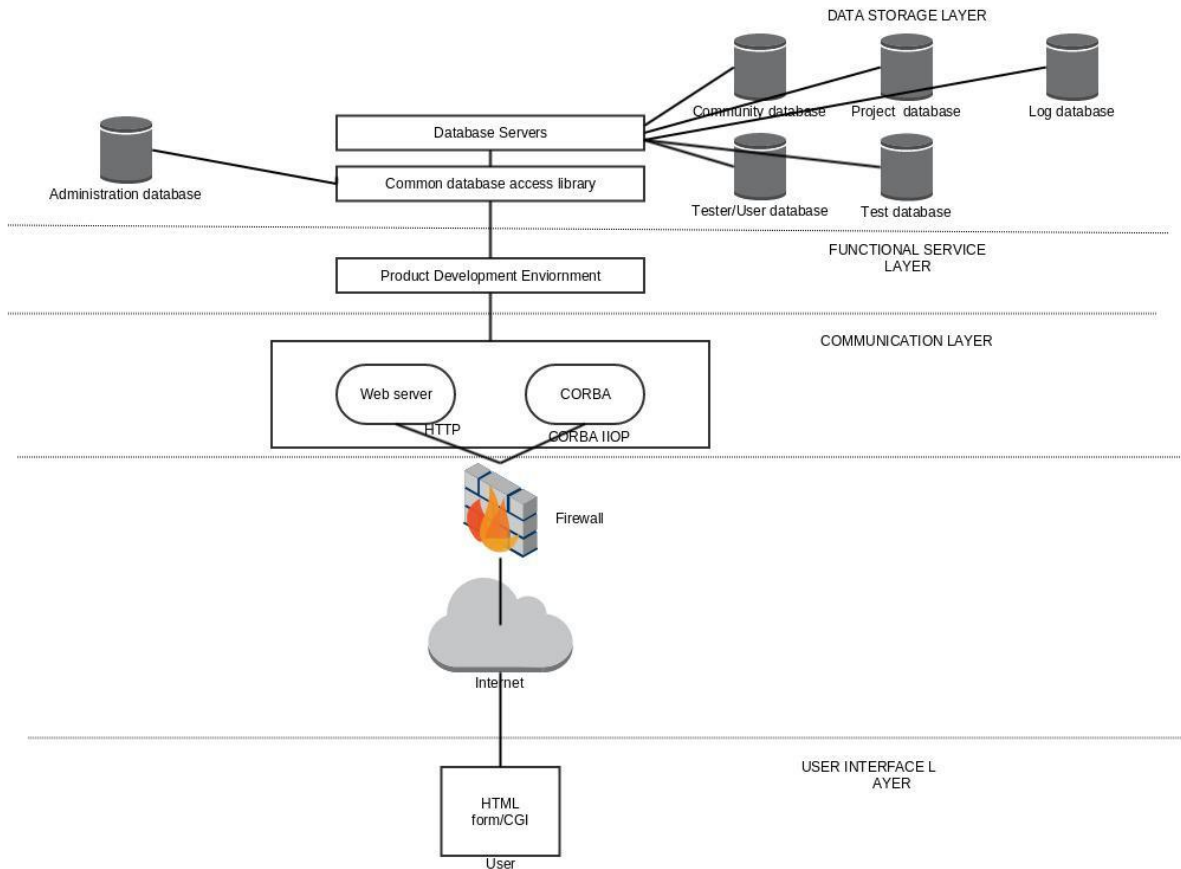 DATA STORAGE LAYER
Community database
Project database
Log database
Database Servers
Administration database
Common database access library
Tester/User database
Test database
FUNCTIONAL SERVICE
LAYER
Product Development Enviornment
COMMUNICATION LAYER
Web server
CORBA
HTTP
CORBA IIOP
Firewall
Internet
USER INTERFACE L
AYER
HTML
form/CGI
User